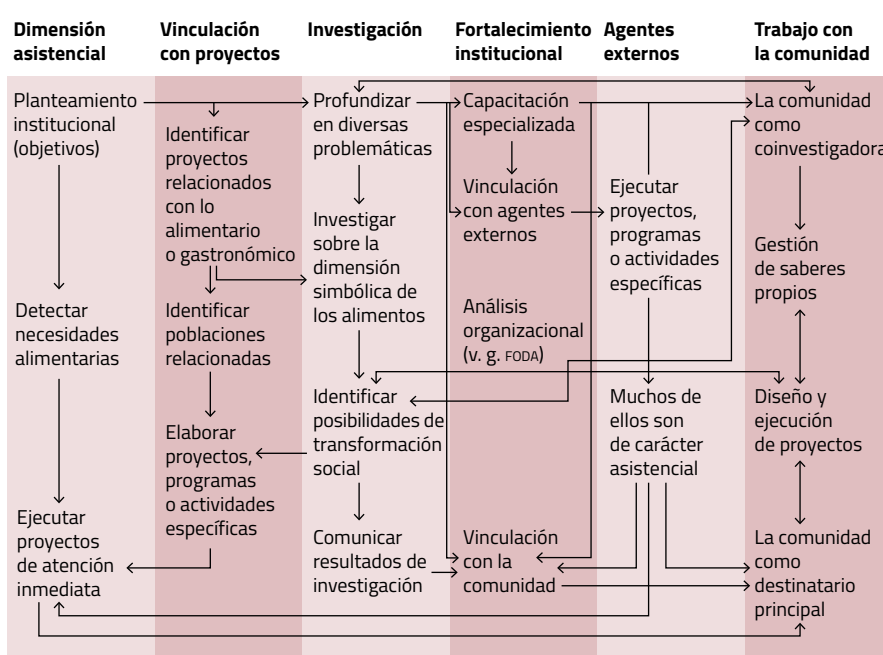 Dimensión
asistencial
Vinculación
con proyectos
Investigación
Fortalecimiento
institucional
Agentes
externos
Trabajo con
la comunidad
Planteamiento
institucional
(objetivos)
Detectar
necesidades
alimentarias
Ejecutar
proyectos
de atención
inmediata
Identificar
proyectos
relacionados
con lo
alimentario
o gastronómico
Identificar
poblaciones
relacionadas
Elaborar
proyectos,
programas
o actividades
específicas
Profundizar
en diversas
problemáticas
Investigar
sobre la
dimensión
simbólica de
los alimentos
Identificar
posibilidades de
transformación
social
Comunicar
resultados de
investigación
Capacitación
especializada
Vinculación
con agentes
externos
Análisis
organizacional
(v. g. FODA)
Vinculación
con la
comunidad
Ejecutar
proyectos,
programas
o actividades
específicas
Muchos de
ellos son
de carácter
asistencial
La comunidad
como
coinvestigadora
Gestión
de saberes
propios
Diseño y
ejecución
de proyectos
La comunidad
como
destinatario
principal